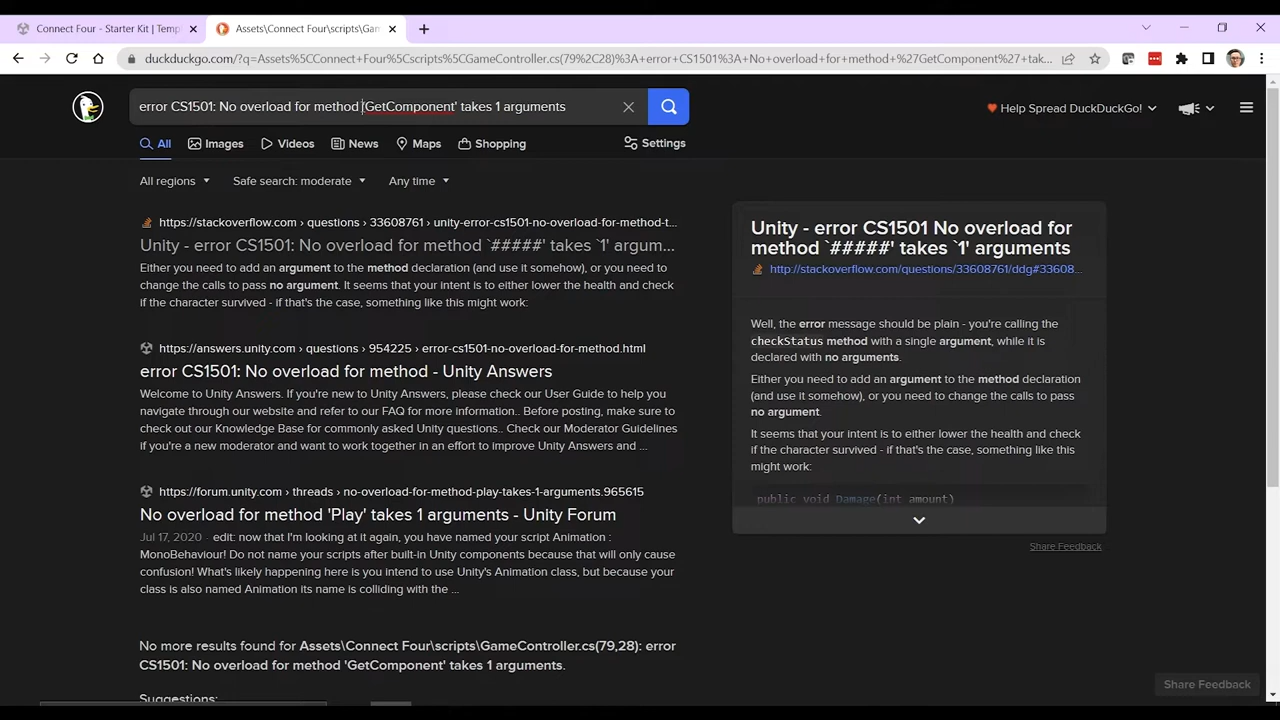 Connect Four - Starter Kit | Temp
Assets\Connect Four\scripts\Gam
duckduckgo.com/?q=Assets%5CConnect+Four%5Cscripts%5CGameController.cs(79%2C28)%3A+error+CS1501%3A+No+overload+for+method+%27GetComponent%27+tak...
error CS1501: No overload for method 'GetComponent' takes 1 arguments
Help Spread DuckDuckGo!
All
Images
Videos
News
Maps
Shopping
Settings
All regions
Safe search: moderate
Any time
https://stackoverflow.com › questions › 33608761 › unity-error-cs1501-no-overload-for-method-t...
Unity - error CS1501: No overload for method `#####' takes `1' argum...
Either you need to add an argument to the method declaration (and use it somehow), or you need to
change the calls to pass no argument. It seems that your intent is to either lower the health and check
if the character survived - if that's the case, something like this might work:
https://answers.unity.com › questions › 954225 › error-cs1501-no-overload-for-method.html
error CS1501: No overload for method - Unity Answers
Welcome to Unity Answers. If you're new to Unity Answers, please check our User Guide to help you
navigate through our website and refer to our FAQ for more information.. Before posting, make sure to
check out our Knowledge Base for commonly asked Unity questions.. Check our Moderator Guidelines
if you're a new moderator and want to work together in an effort to improve Unity Answers and ...
https://forum.unity.com › threads › no-overload-for-method-play-takes-1-arguments.965615
No overload for method 'Play' takes 1 arguments - Unity Forum
Jul 17, 2020 · edit: now that I'm looking at it again, you have named your script Animation :
MonoBehaviour! Do not name your scripts after built-in Unity components because that will only cause
confusion! What's likely happening here is you intend to use Unity's Animation class, but because your
class is also named Animation its name is colliding with the ...
No more results found for Assets\Connect Four\scripts\GameController.cs(79,28): error
CS1501: No overload for method 'GetComponent' takes 1 arguments.
Suggestions:
Unity - error CS1501 No overload for
method `#####' takes `1' arguments
http://stackoverflow.com/questions/33608761/ddg#33608...
Well, the error message should be plain - you're calling the
checkStatus method with a single argument, while it is
declared with no arguments.
Either you need to add an argument to the method declaration
(and use it somehow), or you need to change the calls to pass
no argument.
It seems that your intent is to either lower the health and check
if the character survived - if that's the case, something like this
might work:
public void Damage(int amount)
Share Feedback
Share Feedback